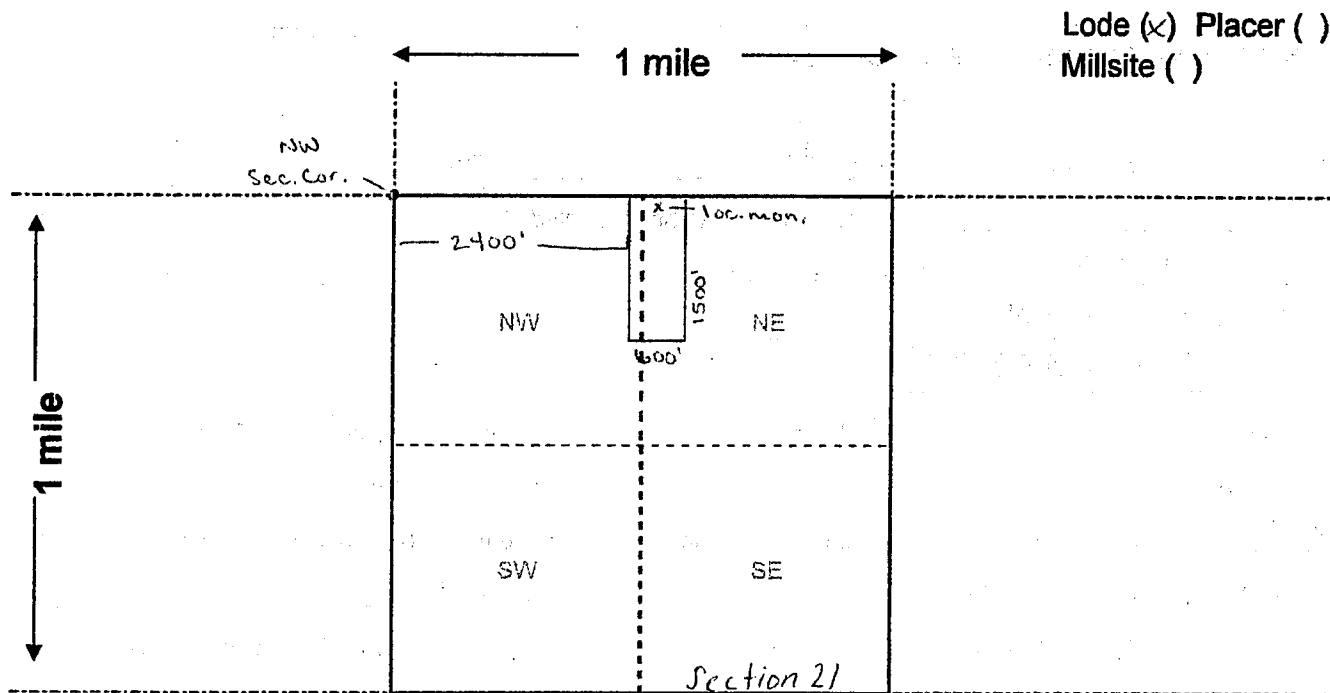 Lode (x) Placer ( )
Millsite ( )
1 mile
NW
Sec. Cor.
x loc. mon.
2400'
1500'
NW
NE
600'
1 mile
SW
SE
Section 21